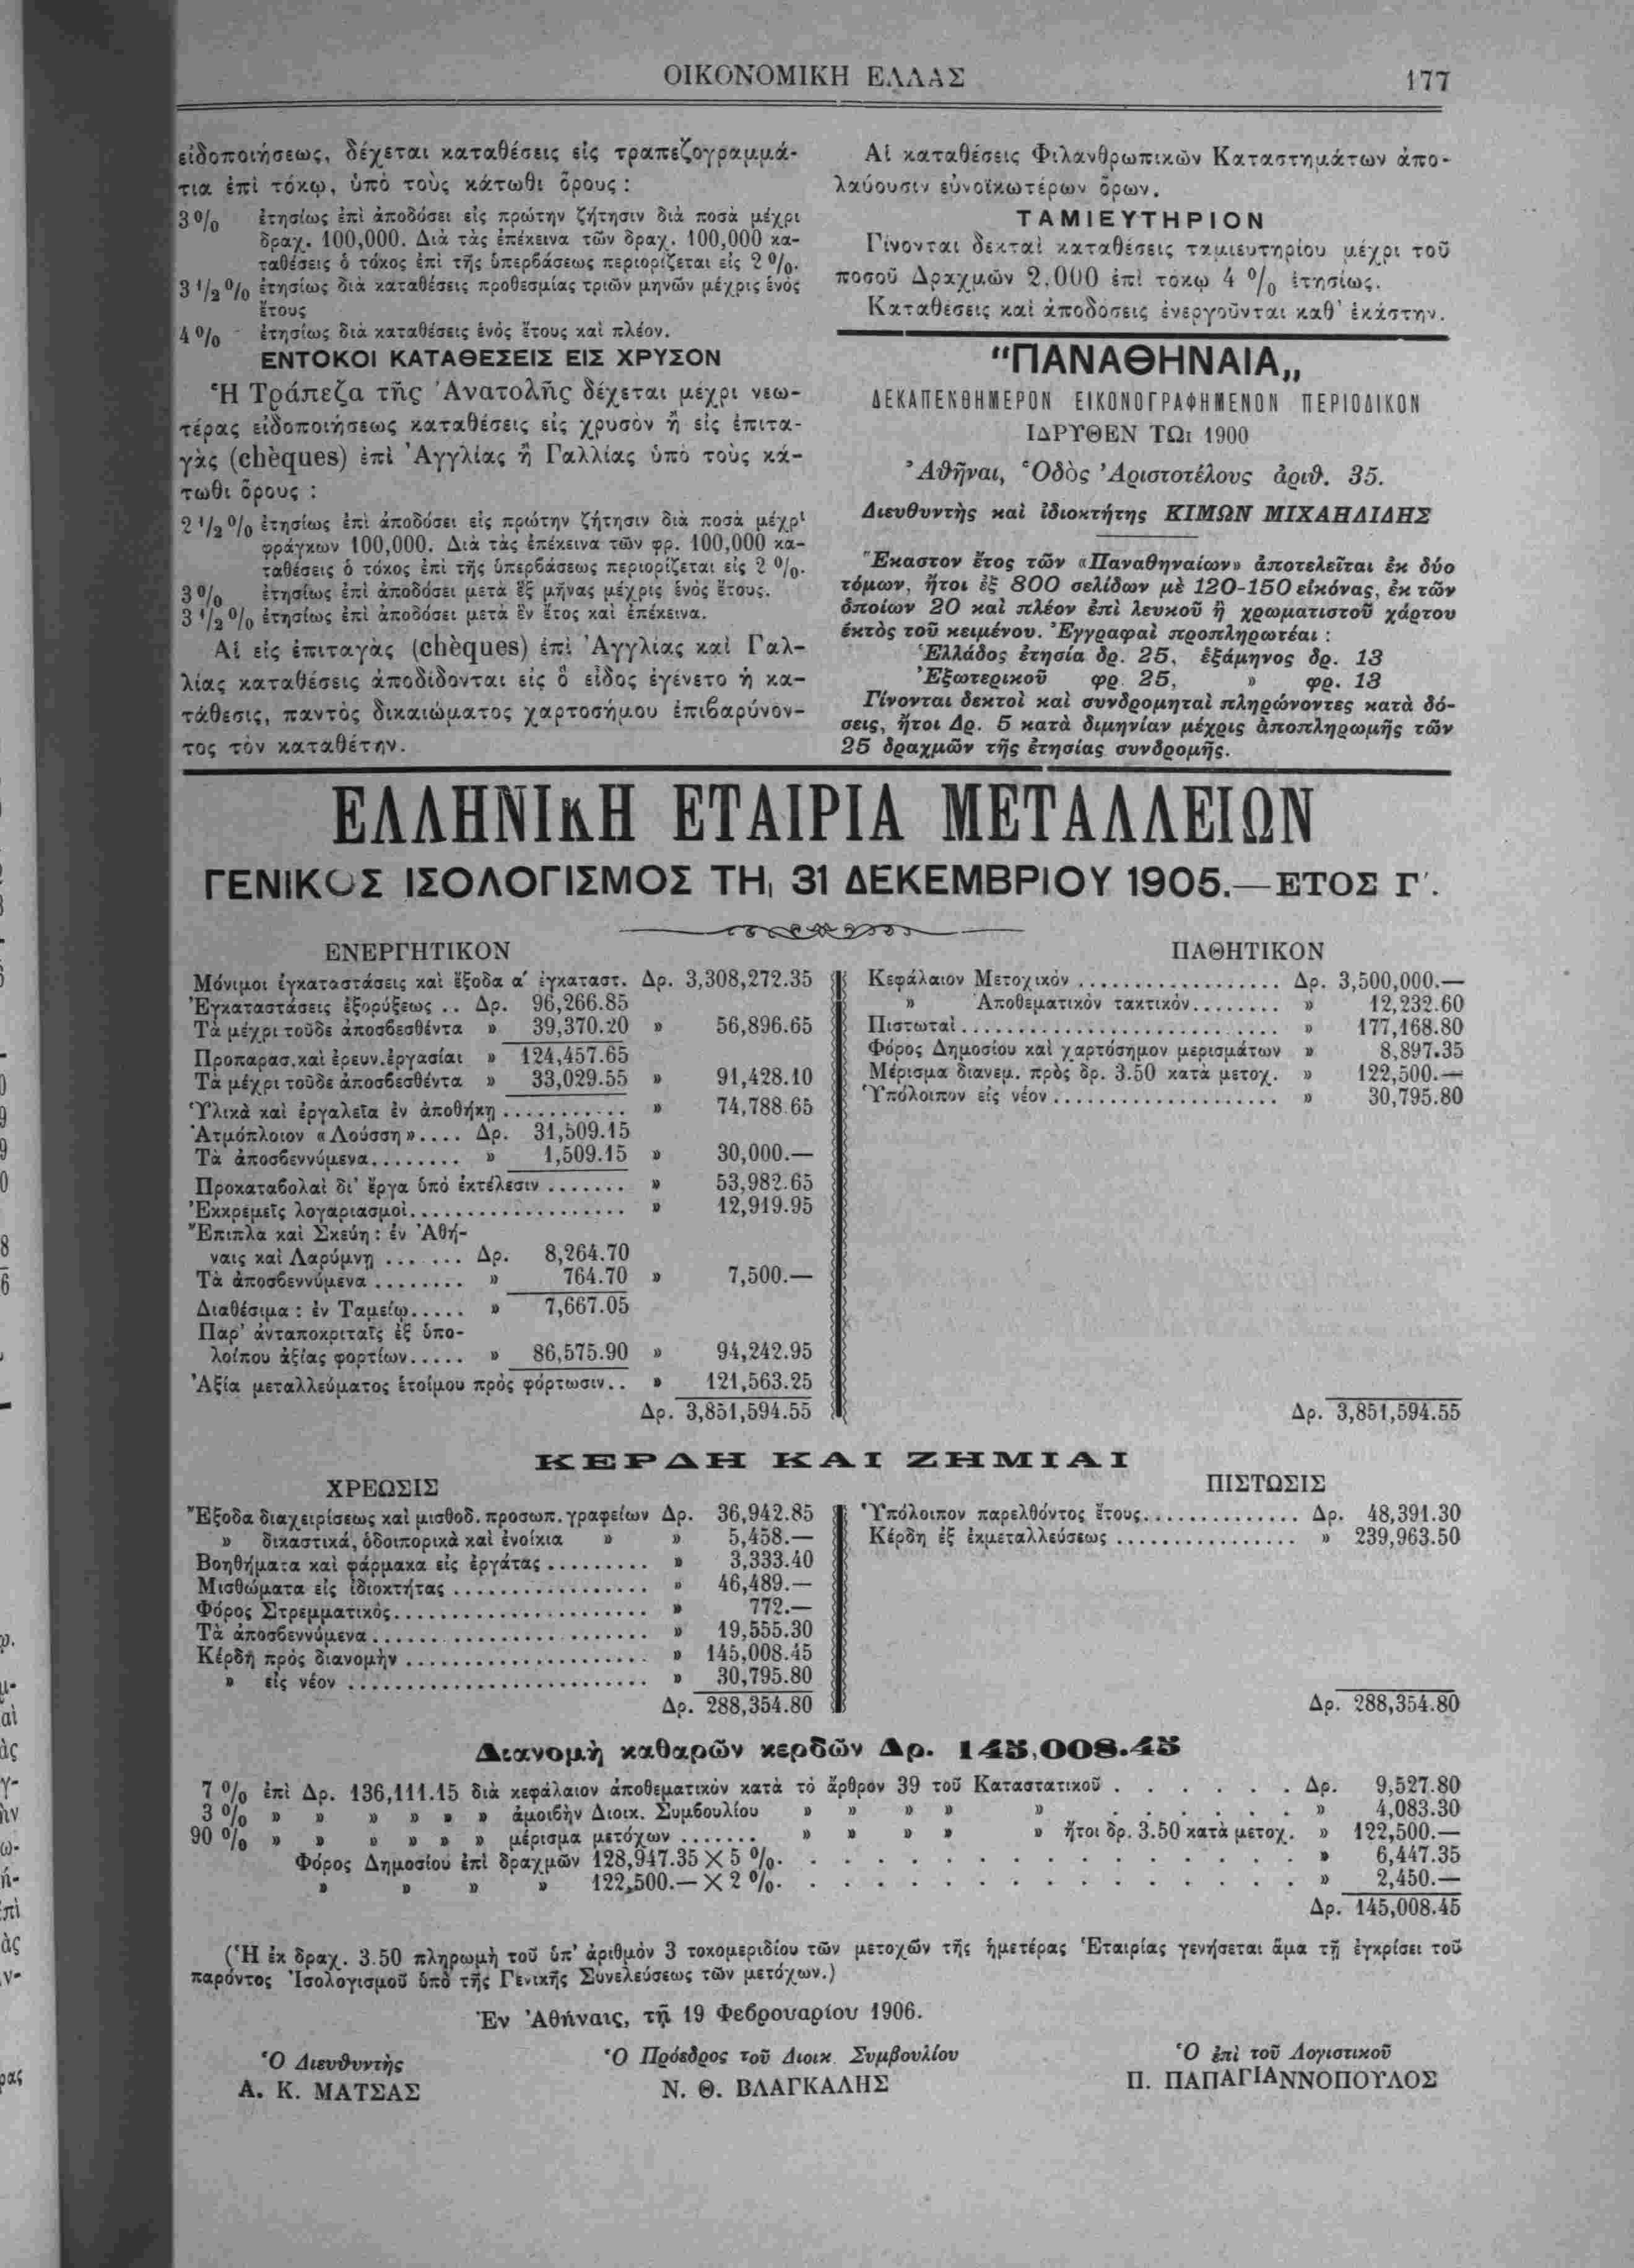 ΟΙΚΟΝΟΜΙΚΗ ΕΛΛΑΣ
177
εἰδοποιήσεως, δέχεται καταθέσεις εἰς τραπεζογραμμά-
τια ἐπὶ τόκῳ, ὑπὸ τοὺς κάτωθι ὅρους :
3 % ἐτησίως ἐπὶ ἀποδόσει εἰς πρώτην ζήτησιν διὰ ποσὰ μέχρι
δραχ. 100,000. Διὰ τὰς ἐπέκεινα τῶν δραχ. 100,000 κα-
ταθέσεις ὁ τόκος ἐπὶ τῆς ὑπερβάσεως περιορίζεται εἰς 2 %.
3 1/2 % ἐτησίως διὰ καταθέσεις προθεσμίας τριῶν μηνῶν μέχρις ἑνός
ἔτους
4 % ἐτησίως διὰ καταθέσεις ἑνὸς ἔτους καὶ πλέον.
ΕΝΤΟΚΟΙ ΚΑΤΑΘΕΣΕΙΣ ΕΙΣ ΧΡΥΣΟΝ
Ἡ Τράπεζα τῆς Ἀνατολῆς δέχεται μέχρι νεω-
τέρας εἰδοποιήσεως καταθέσεις εἰς χρυσὸν ἢ εἰς ἐπιτα-
γὰς (chèques) ἐπὶ Ἀγγλίας ἢ Γαλλίας ὑπὸ τοὺς κά-
τωθι ὅρους :
2 1/2 % ἐτησίως ἐπὶ ἀποδόσει εἰς πρώτην ζήτησιν διὰ ποσὰ μέχρι
φράγκων 100,000. Διὰ τὰς ἐπέκεινα τῶν φρ. 100,000 κα-
ταθέσεις ὁ τόκος ἐπὶ τῆς ὑπερβάσεως περιορίζεται εἰς 2 %.
3 % ἐτησίως ἐπὶ ἀποδόσει μετὰ ἓξ μῆνας μέχρις ἑνὸς ἔτους.
3 1/2 % ἐτησίως ἐπὶ ἀποδόσει μετὰ ἓν ἔτος καὶ ἐπέκεινα.
Αἱ εἰς ἐπιταγὰς (chèques) ἐπὶ Ἀγγλίας καὶ Γαλ-
λίας καταθέσεις ἀποδίδονται εἰς ὃ εἶδος ἐγένετο ἡ κα-
τάθεσις, παντὸς δικαιώματος χαρτοσήμου ἐπιβαρύνον-
τος τὸν καταθέτην.
Αἱ καταθέσεις Φιλανθρωπικῶν Καταστημάτων ἀπο-
λαύουσιν εὐνοϊκωτέρων ὅρων.
ΤΑΜΙΕΥΤΗΡΙΟΝ
Γίνονται δεκταὶ καταθέσεις ταμιευτηρίου μέχρι τοῦ
ποσοῦ Δραχμῶν 2,000 ἐπὶ τόκῳ 4 % ἐτησίως.
Καταθέσεις καὶ ἀποδόσεις ἐνεργοῦνται καθ' ἑκάστην.
"ΠΑΝΑΘΗΝΑΙΑ„
ΔΕΚΑΠΕΝΘΗΜΕΡΟΝ ΕΙΚΟΝΟΓΡΑΦΗΜΕΝΟΝ ΠΕΡΙΟΔΙΚΟΝ
ΙΔΡΥΘΕΝ ΤΩι 1900
Ἀθῆναι, Ὁδὸς Ἀριστοτέλους ἀριθ. 35.
Διευθυντὴς καὶ ἰδιοκτήτης ΚΙΜΩΝ ΜΙΧΑΗΛΙΔΗΣ
Ἕκαστον ἔτος τῶν «Παναθηναίων» ἀποτελεῖται ἐκ δύο
τόμων, ἤτοι ἐξ 800 σελίδων μὲ 120-150 εἰκόνας, ἐκ τῶν
ὁποίων 20 καὶ πλέον ἐπὶ λευκοῦ ἢ χρωματιστοῦ χάρτου
ἐκτὸς τοῦ κειμένου. Ἐγγραφαὶ προπληρωτέαι :
Ἑλλάδος ἐτησία δρ. 25, ἑξάμηνος δρ. 13
Ἐξωτερικοῦ φρ. 25, » φρ. 13
Γίνονται δεκτοὶ καὶ συνδρομηταὶ πληρώνοντες κατὰ δό-
σεις, ἤτοι Δρ. 5 κατὰ διμηνίαν μέχρις ἀποπληρωμῆς τῶν
25 δραχμῶν τῆς ἐτησίας συνδρομῆς.
ΕΛΛΗΝΙΚΗ ΕΤΑΙΡΙΑ ΜΕΤΑΛΛΕΙΩΝ
ΓΕΝΙΚΟΣ ΙΣΟΛΟΓΙΣΜΟΣ ΤΗι 31 ΔΕΚΕΜΒΡΙΟΥ 1905.—ΕΤΟΣ Γ΄.
ΕΝΕΡΓΗΤΙΚΟΝ
Μόνιμοι ἐγκαταστάσεις καὶ ἔξοδα α΄ ἐγκαταστ. Δρ. 3,308,272.35
Ἐγκαταστάσεις ἐξορύξεως .. Δρ. 96,266.85
Τὰ μέχρι τοῦδε ἀποσβεσθέντα » 39,370.20 » 56,896.65
Προπαρασ. καὶ ἐρευν. ἐργασίαι » 124,457.65
Τὰ μέχρι τοῦδε ἀποσβεσθέντα » 33,029.55 » 91,428.10
Ὑλικὰ καὶ ἐργαλεῖα ἐν ἀποθήκῃ ........... » 74,788.65
Ἀτμόπλοιον «Λούσση».... Δρ. 31,509.15
Τὰ ἀποσβεννύμενα........ » 1,509.15 » 30,000.—
Προκαταβολαὶ δι' ἔργα ὑπὸ ἐκτέλεσιν ....... » 53,982.65
Ἐκκρεμεῖς λογαριασμοὶ.................... » 12,919.95
Ἔπιπλα καὶ Σκεύη : ἐν Ἀθή-
ναις καὶ Λαρύμνῃ ....... Δρ. 8,264.70
Τὰ ἀποσβεννύμενα ........ » 764.70 » 7,500.—
Διαθέσιμα : ἐν Ταμείῳ..... » 7,667.05
Παρ' ἀνταποκριταῖς ἐξ ὑπο-
λοίπου ἀξίας φορτίων..... » 86,575.90 » 94,242.95
Ἀξία μεταλλεύματος ἑτοίμου πρὸς φόρτωσιν.. » 121,563.25
Δρ. 3,851,594.55
ΠΑΘΗΤΙΚΟΝ
Κεφάλαιον Μετοχικόν .................. Δρ. 3,500,000.—
» Ἀποθεματικὸν τακτικόν........ » 12,232.60
Πιστωταὶ............................ » 177,168.80
Φόρος Δημοσίου καὶ χαρτόσημον μερισμάτων » 8,897.35
Μέρισμα διανεμ. πρὸς δρ. 3.50 κατὰ μετοχ. » 122,500.—
Ὑπόλοιπον εἰς νέον.................... » 30,795.80
Δρ. 3,851,594.55
ΚΕΡΔΗ ΚΑΙ ΖΗΜΙΑΙ
ΧΡΕΩΣΙΣ
Ἔξοδα διαχειρίσεως καὶ μισθοδ. προσωπ. γραφείων Δρ. 36,942.85
» δικαστικά, ὁδοιπορικὰ καὶ ἐνοίκια » » 5,458.—
Βοηθήματα καὶ φάρμακα εἰς ἐργάτας .......... » 3,333.40
Μισθώματα εἰς ἰδιοκτήτας .................. » 46,489.—
Φόρος Στρεμματικὸς........................ » 772.—
Τὰ ἀποσβεννύμενα......................... » 19,555.30
Κέρδη πρὸς διανομὴν ...................... » 145,008.45
» εἰς νέον ........................... » 30,795.80
Δρ. 288,354.80
ΠΙΣΤΩΣΙΣ
Ὑπόλοιπον παρελθόντος ἔτους.............. Δρ. 48,391.30
Κέρδη ἐξ ἐκμεταλλεύσεως ................ » 239,963.50
Δρ. 288,354.80
Διανομὴ καθαρῶν κερδῶν Δρ. 145,008.45
7 % ἐπὶ Δρ. 136,111.15 διὰ κεφάλαιον ἀποθεματικὸν κατὰ τὸ ἄρθρον 39 τοῦ Καταστατικοῦ . . . . . . Δρ. 9,527.80
3 % » » » » » » ἀμοιβὴν Διοικ. Συμβουλίου » » » » » . . . . . . » 4,083.30
90 % » » » » » » μέρισμα μετόχων ....... » » » » » ἤτοι δρ. 3.50 κατὰ μετοχ. » 122,500.—
Φόρος Δημοσίου ἐπὶ δραχμῶν 128,947.35 × 5 %. . . . . . . . . . . » 6,447.35
» » » » 122,500.— × 2 %. . . . . . . . . . . » 2,450.—
Δρ. 145,008.45
(Ἡ ἐκ δραχ. 3.50 πληρωμὴ τοῦ ὑπ' ἀριθμὸν 3 τοκομεριδίου τῶν μετοχῶν τῆς ἡμετέρας Ἑταιρίας γενήσεται ἅμα τῇ ἐγκρίσει τοῦ
παρόντος Ἰσολογισμοῦ ὑπὸ τῆς Γενικῆς Συνελεύσεως τῶν μετόχων.)
Ἐν Ἀθήναις, τῇ 19 Φεβρουαρίου 1906.
Ὁ Διευθυντὴς
Α. Κ. ΜΑΤΣΑΣ
Ὁ Πρόεδρος τοῦ Διοικ. Συμβουλίου
Ν. Θ. ΒΛΑΓΚΑΛΗΣ
Ὁ ἐπὶ τοῦ Λογιστικοῦ
Π. ΠΑΠΑΓΙΑΝΝΟΠΟΥΛΟΣ